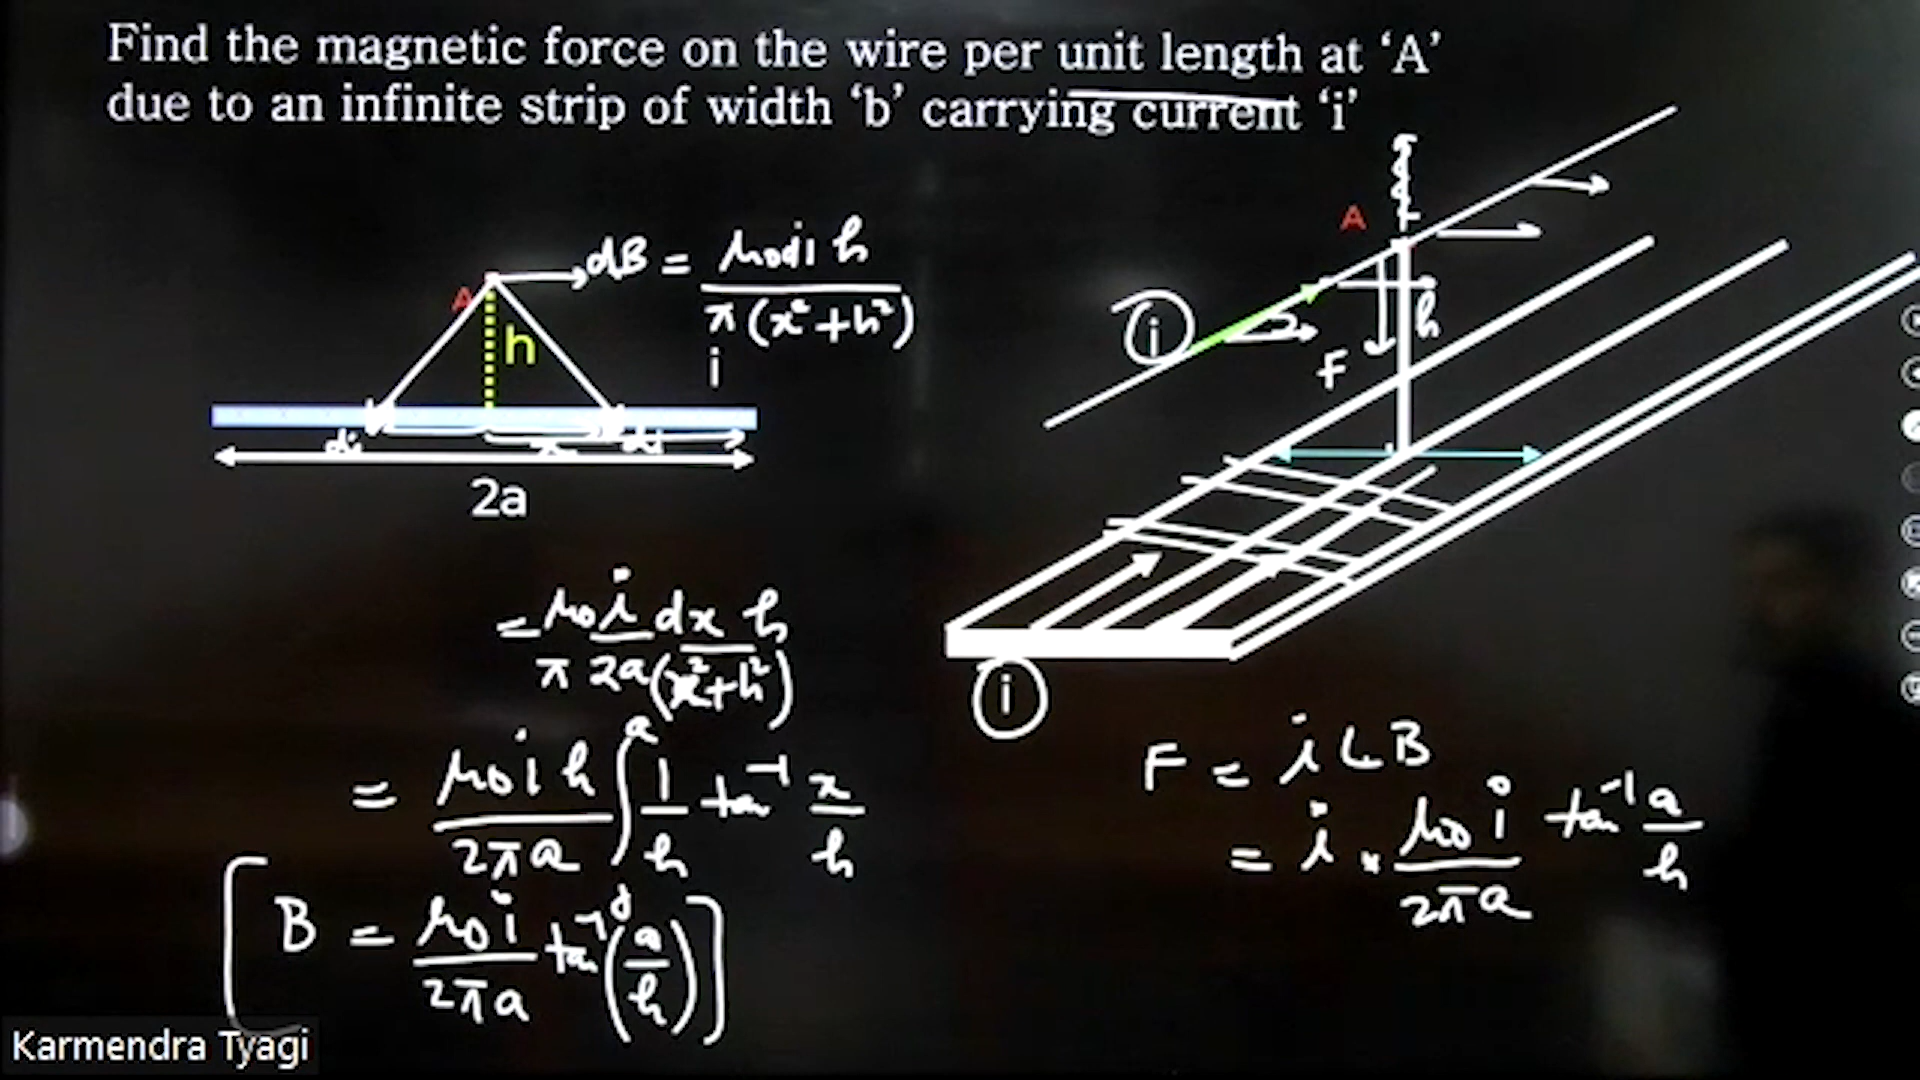 Find the magnetic force on the wire per unit length at ‘A’
due to an infinite strip of width ‘b’ carrying current ‘i’
A
dB = μ₀di h / π(x²+h²)
h
i
di
x
di
2a
= μ₀ i dx h / π 2a (x²+h²)
= μ₀ i h / 2πa ∫ᵃ 1/h tan⁻¹ x/h
[B = μ₀ i / 2πa tan⁻¹(a/h)]
A
i
h
F
i
F = iLB
= i × μ₀ i / 2πa tan⁻¹ a/h
Karmendra Tyagi